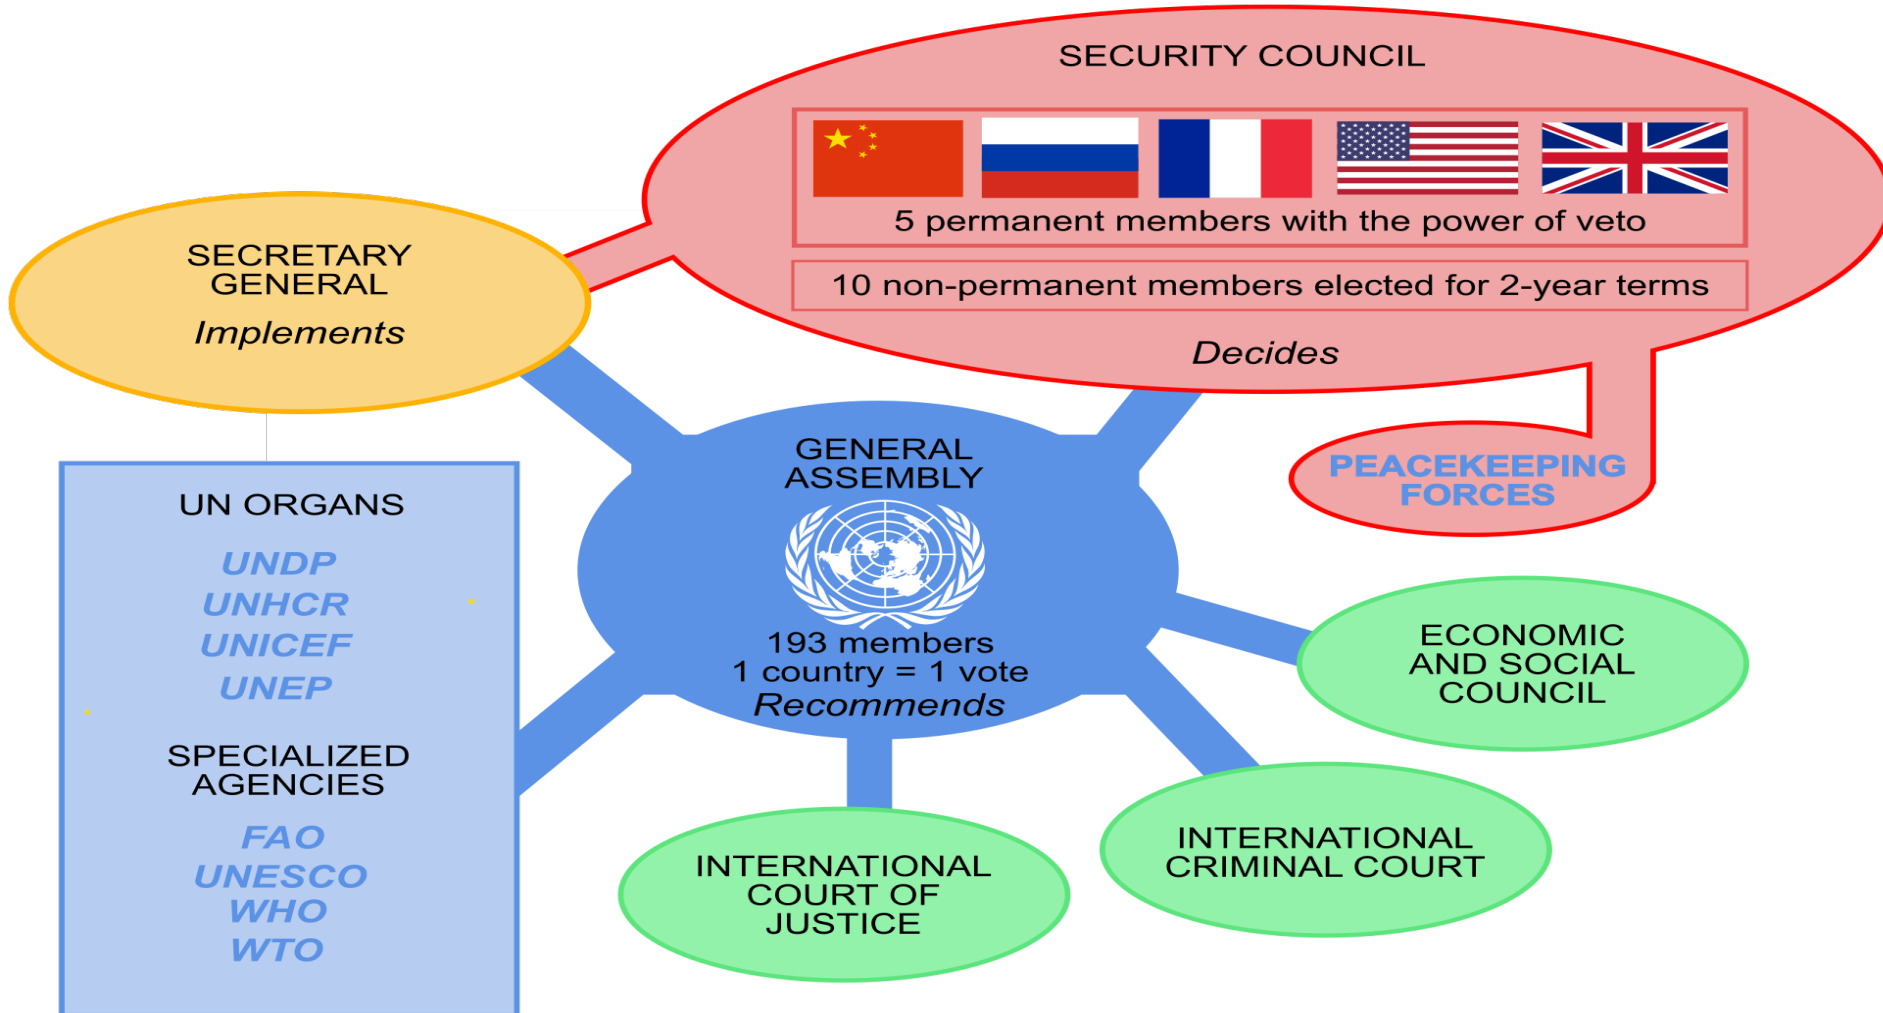 SECURITY COUNCIL
5 permanent members with the power of veto
10 non-permanent members elected for 2-year terms
Decides
SECRETARY
GENERAL
Implements
GENERAL
ASSEMBLY
193 members
1 country = 1 vote
Recommends
PEACEKEEPING
FORCES
UN ORGANS
UNDP
UNHCR
UNICEF
UNEP
SPECIALIZED
AGENCIES
FAO
UNESCO
WHO
WTO
ECONOMIC
AND SOCIAL
COUNCIL
INTERNATIONAL
CRIMINAL COURT
INTERNATIONAL
COURT OF
JUSTICE